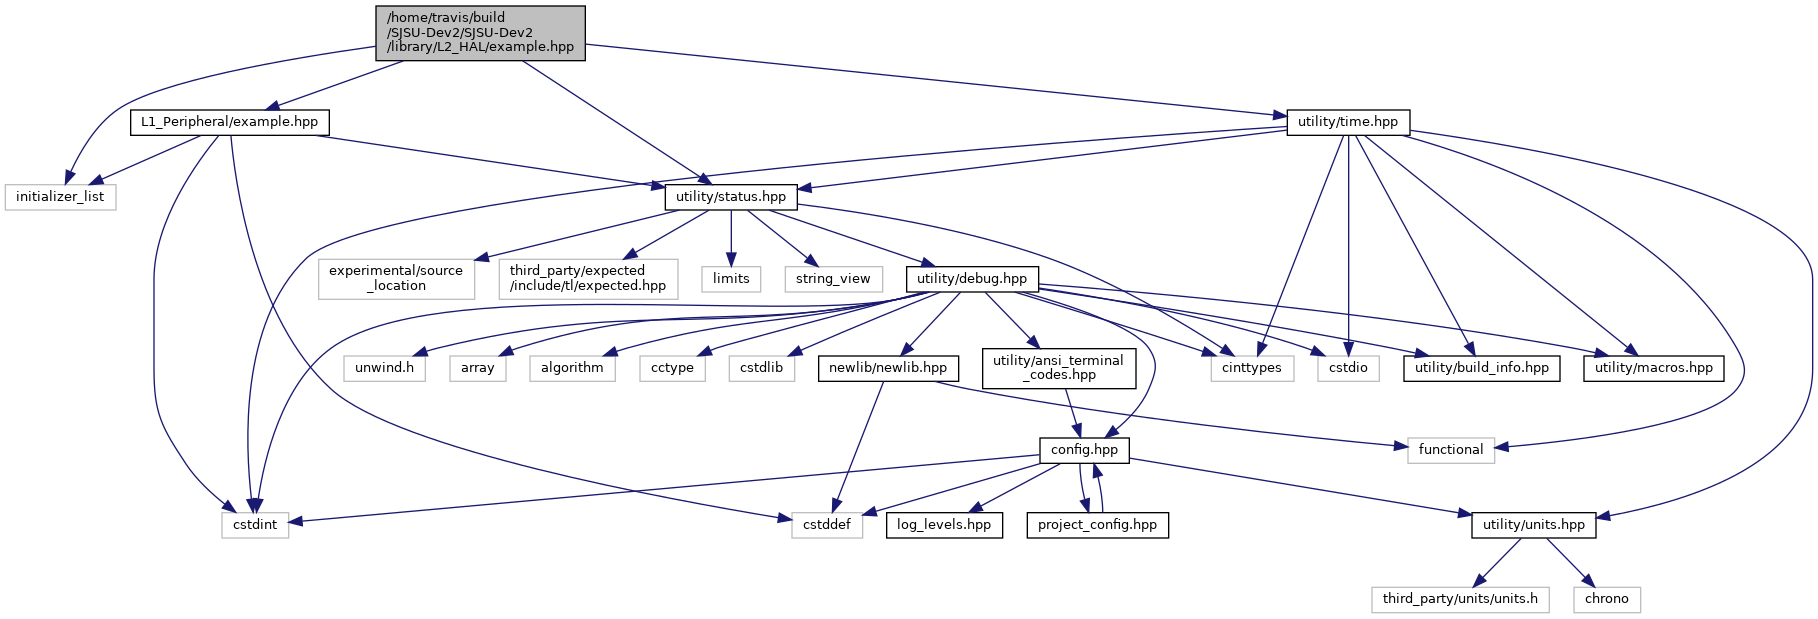 /home/travis/build
/SJSU-Dev2/SJSU-Dev2
/library/L2_HAL/example.hpp
L1_Peripheral/example.hpp
utility/time.hpp
initializer_list
utility/status.hpp
experimental/source
_location
third_party/expected
/include/tl/expected.hpp
limits
string_view
utility/debug.hpp
unwind.h
array
algorithm
cctype
cstdlib
newlib/newlib.hpp
utility/ansi_terminal
_codes.hpp
cinttypes
cstdio
utility/build_info.hpp
utility/macros.hpp
config.hpp
functional
cstdint
cstddef
log_levels.hpp
project_config.hpp
utility/units.hpp
third_party/units/units.h
chrono